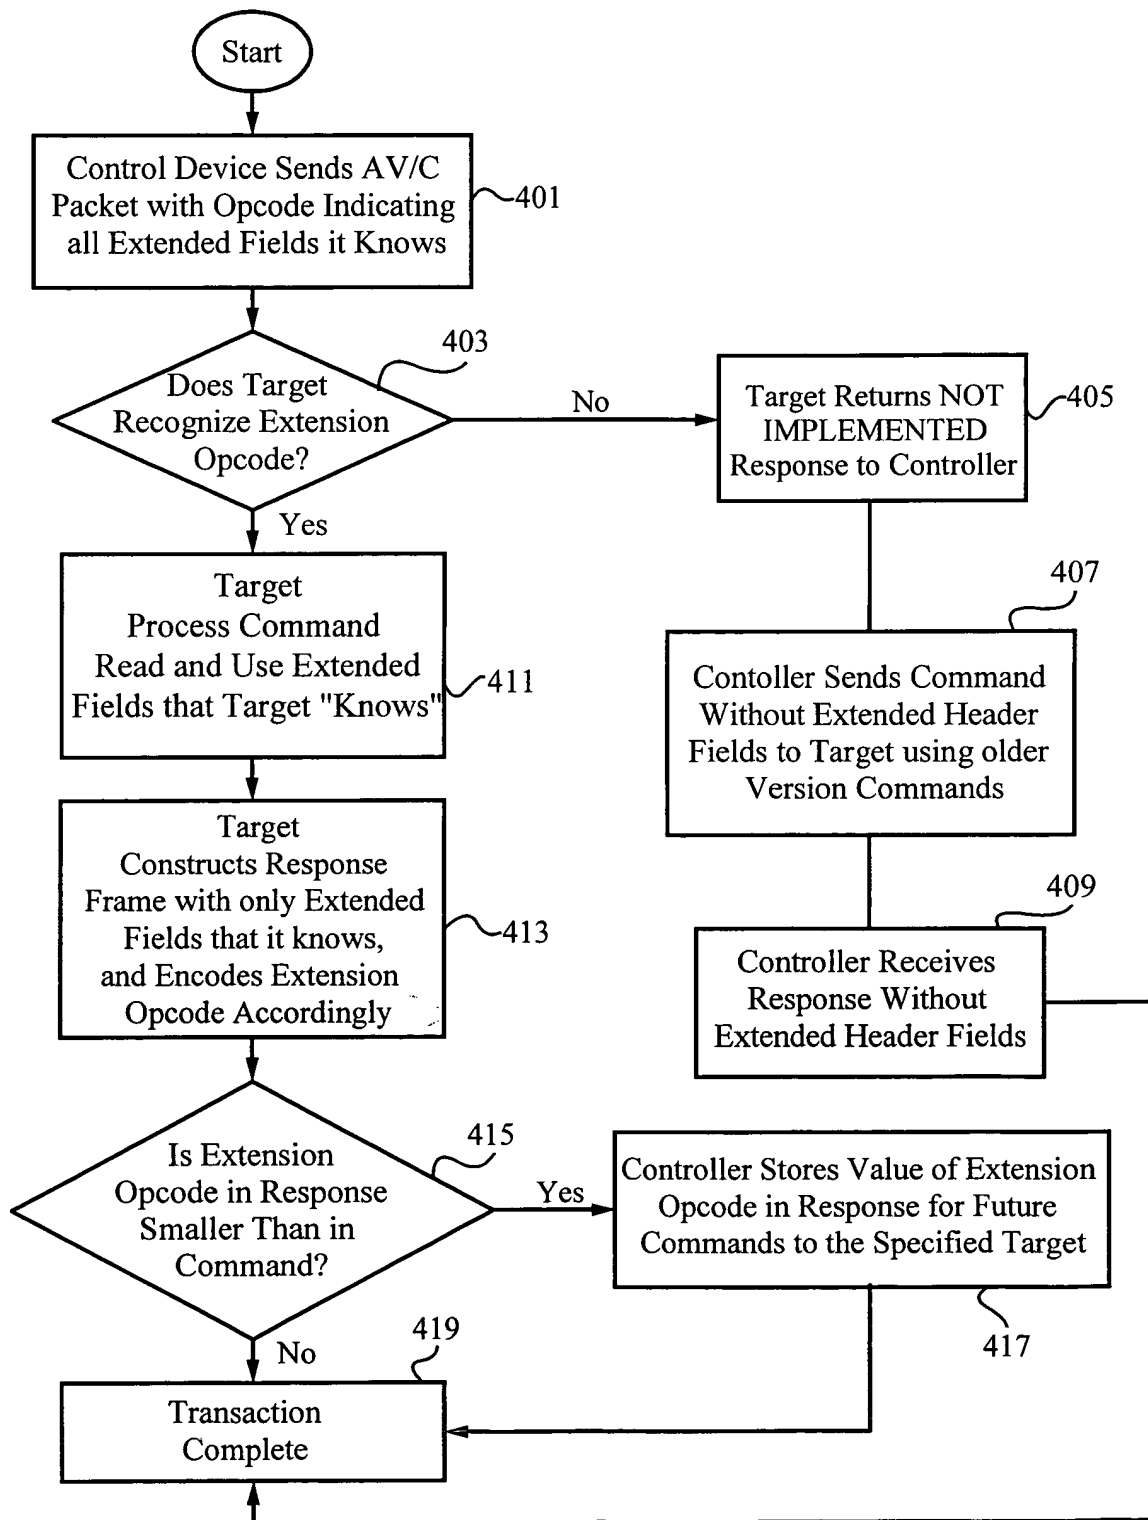 Start
Control Device Sends AV/C
Packet with Opcode Indicating
all Extended Fields it Knows
401
403
Does Target
Recognize Extension
Opcode?
No
Target Returns NOT
IMPLEMENTED
Response to Controller
405
Yes
Target
Process Command
Read and Use Extended
Fields that Target "Knows"
411
407
Contoller Sends Command
Without Extended Header
Fields to Target using older
Version Commands
Target
Constructs Response
Frame with only Extended
Fields that it knows,
and Encodes Extension
Opcode Accordingly
413
409
Controller Receives
Response Without
Extended Header Fields
415
Is Extension
Opcode in Response
Smaller Than in
Command?
Yes
Controller Stores Value of Extension
Opcode in Response for Future
Commands to the Specified Target
417
No
419
Transaction
Complete